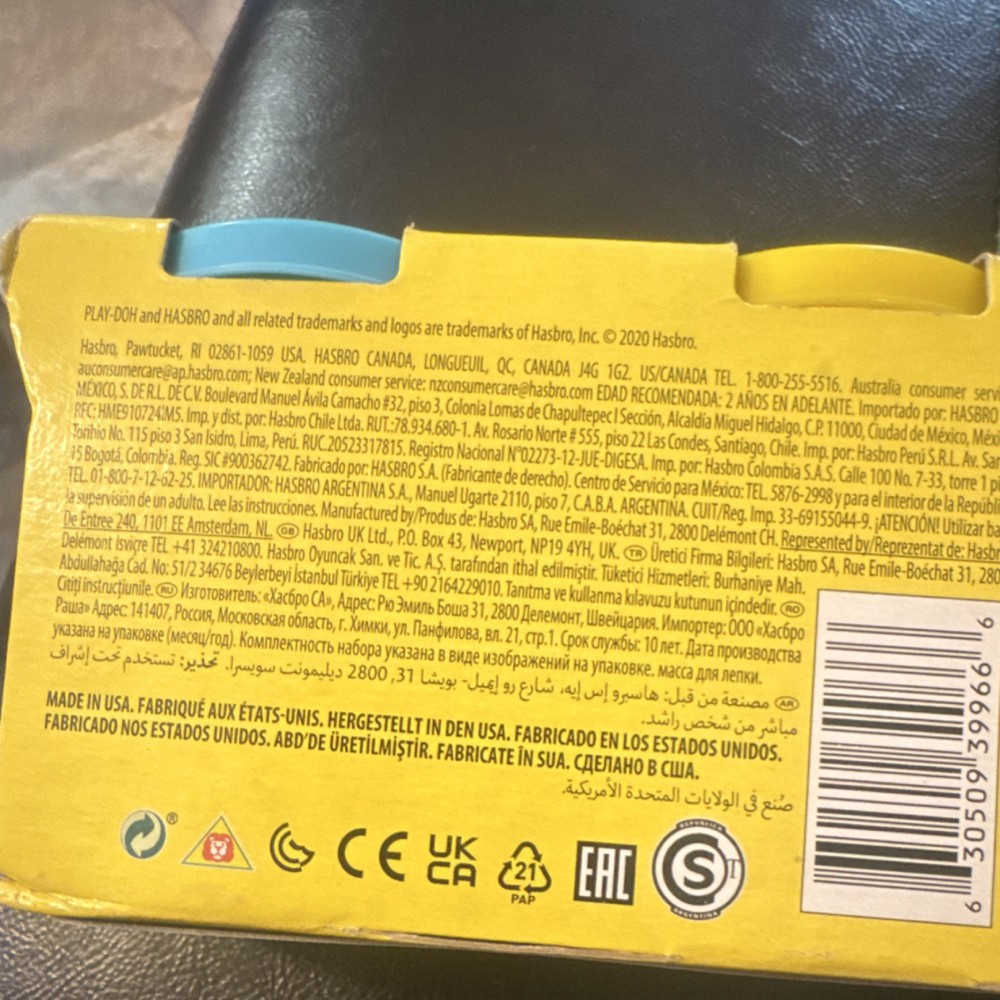 PLAY-DOH and HASBRO and all related trademarks and logos are trademarks of Hasbro, Inc. © 2020 Hasbro.
Hasbro, Pawtucket, RI 02861-1059 USA. HASBRO CANADA, LONGUEUIL, QC, CANADA J4G 1G2. US/CANADA TEL. 1-800-255-5516. Australia consumer
auconsumercare@ap.hasbro.com; New Zealand consumer service: nzconsumercare@hasbro.com EDAD RECOMENDADA: 2 AÑOS EN ADELANTE. Importado por: HASBRO
MÉXICO, S. DE R.L. DE C.V. Boulevard Manuel Ávila Camacho #32, piso 3, Colonia Lomas de Chapultepec I Sección, Alcaldía Miguel Hidalgo, C.P. 11000, Ciudad de México,
RFC: HME910724IM5. Imp. y dist. por: Hasbro Chile Ltda. RUT.:78.934.680-1. Av. Rosario Norte # 555, piso 22 Las Condes, Santiago, Chile. Imp. por: Hasbro Perú S.R.L. Av.
Toribio No. 115 piso 3 San Isidro, Lima, Perú. RUC.20523317815. Registro Nacional N°02273-12-JUE-DIGESA. Imp. por: Hasbro Colombia S.A.S. Calle 100 No. 7-33, torre 1
15 Bogotá, Colombia. Reg. SIC #900362742. Fabricado por: HASBRO S.A. (Fabricante de derecho). Centro de Servicio para México: TEL. 5876-2998 y para el interior de la
TEL. 01-800-7-12-62-25. IMPORTADOR: HASBRO ARGENTINA S.A., Manuel Ugarte 2110, piso 7, C.A.B.A. ARGENTINA. CUIT/Reg. Imp. 33-69155044-9. ¡ATENCIÓN! Utilizar
la supervisión de un adulto. Lee las instrucciones. Manufactured by/Produs de: Hasbro SA, Rue Emile-Boéchat 31, 2800 Delémont CH. Represented by/Reprezentat de:
De Entree 240, 1101 EE Amsterdam, NL. GB Hasbro UK Ltd., P.O. Box 43, Newport, NP19 4YH, UK. TR Üretici Firma Bilgileri: Hasbro SA, Rue Emile-Boéchat 31,
Delémont İsviçre TEL +41 324210800. Hasbro Oyuncak San. ve Tic. A.Ş. tarafından ithal edilmiştir. Tüketici Hizmetleri: Burhaniye Mah.
Abdullahağa Cad. No: 51/2 34676 Beylerbeyi İstanbul Türkiye TEL +90 2164229010. Tanıtma ve kullanma kılavuzu kutunun içindedir. RO
Citiți instrucțiunile. RU Изготовитель: «Хасбро СА», Адрес: Рю Эмиль Боша 31, 2800 Делемонт, Швейцария. Импортер: ООО «Хасбро
Раша» Адрес: 141407, Россия, Московская область, г. Химки, ул. Панфилова, вл. 21, стр.1. Срок службы: 10 лет. Дата производства
указана на упаковке (месяц/год). Комплектность набора указана в виде изображений на упаковке. масса для лепки.
AR مصنعة من قبل: هاسبرو إس إيه، شارع رو إميل- بويشا 31, 2800 ديليمونت سويسرا. تحذير: تستخدم تحت إشراف
مباشر من شخص راشد.
MADE IN USA. FABRIQUÉ AUX ÉTATS-UNIS. HERGESTELLT IN DEN USA. FABRICADO EN LOS ESTADOS UNIDOS.
FABRICADO NOS ESTADOS UNIDOS. ABD'DE ÜRETİLMİŞTİR. FABRICATE ÎN SUA. СДЕЛАНО В США.
صُنع في الولايات المتحدة الأمريكية.
® CE UK CA 21 PAP EAC REPUBLICA S T ARGENTINA
6 30509 39966 9